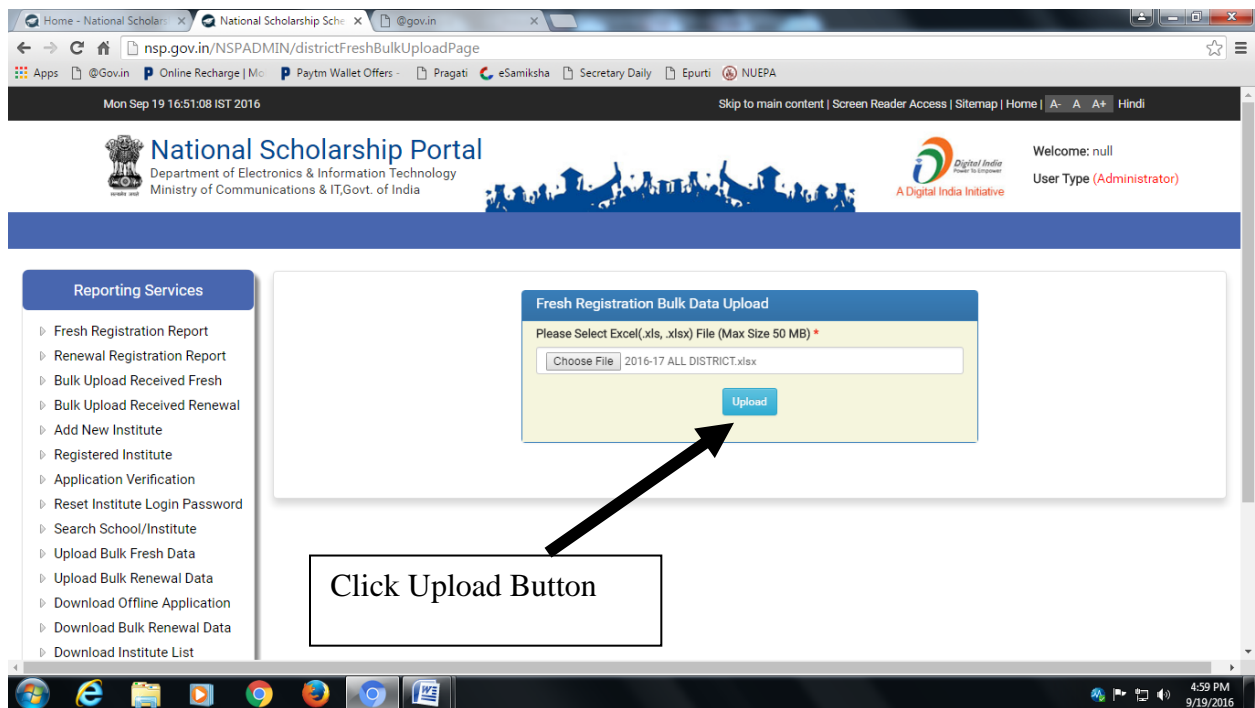 Home - National Scholars
National Scholarship Sche
@gov.in
nsp.gov.in/NSPADMIN/districtFreshBulkUploadPage
Apps @Gov.in Online Recharge | Mo Paytm Wallet Offers - Pragati eSamiksha Secretary Daily Epurti NUEPA
Mon Sep 19 16:51:08 IST 2016
Skip to main content | Screen Reader Access | Sitemap | Home | A- A A+ Hindi
National Scholarship Portal
Department of Electronics & Information Technology
Ministry of Communications & IT,Govt. of India
Digital India
Power To Empower
A Digital India Initiative
Welcome: null
User Type (Administrator)
Reporting Services
Fresh Registration Report
Renewal Registration Report
Bulk Upload Received Fresh
Bulk Upload Received Renewal
Add New Institute
Registered Institute
Application Verification
Reset Institute Login Password
Search School/Institute
Upload Bulk Fresh Data
Upload Bulk Renewal Data
Download Offline Application
Download Bulk Renewal Data
Download Institute List
Fresh Registration Bulk Data Upload
Please Select Excel(.xls, .xlsx) File (Max Size 50 MB) *
Choose File 2016-17 ALL DISTRICT.xlsx
Upload
Click Upload Button
4:59 PM
9/19/2016